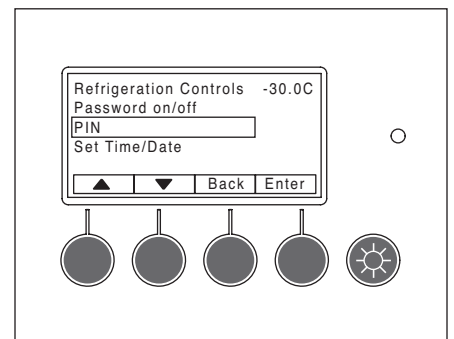 Refrigeration Controls -30.0C
Password on/off
PIN
Set Time/Date
▲ ▼ Back Enter